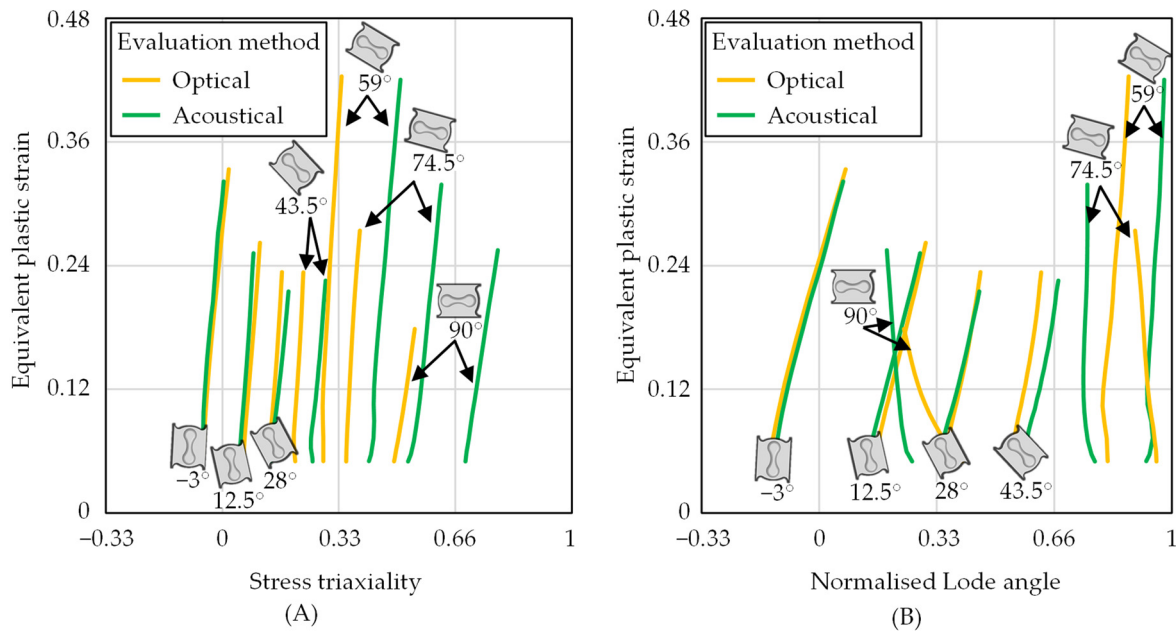 0.48
0.36
0.24
0.12
0
Equivalent plastic strain
Evaluation method
Optical
Acoustical
59°
74.5°
43.5°
90°
−3°
12.5°
28°
−0.33
0
0.33
0.66
1
Stress triaxiality
(A)
0.48
0.36
0.24
0.12
0
Equivalent plastic strain
Evaluation method
Optical
Acoustical
59°
74.5°
90°
−3°
12.5°
28°
43.5°
−0.33
0
0.33
0.66
1
Normalised Lode angle
(B)